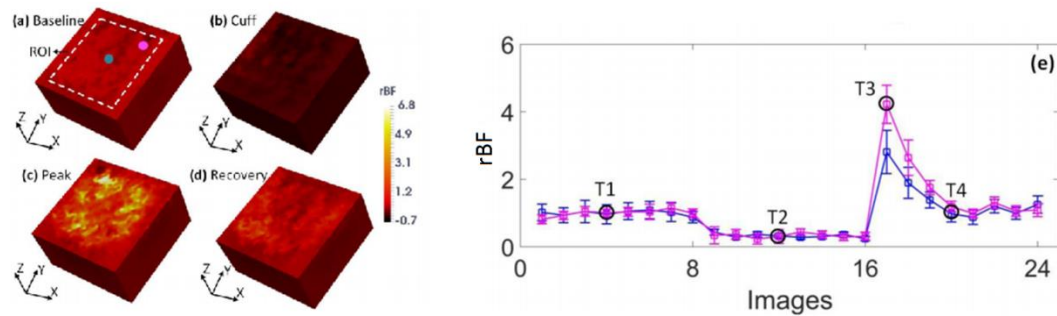 (a) Baseline
(b) Cuff
ROI
Z Y X
Z Y X
rBF
6.8
4.9
3.1
1.2
-0.7
(c) Peak
(d) Recovery
Z Y X
Z Y X
(e)
6
4
2
0
rBF
T1
T2
T3
T4
0
8
16
24
Images